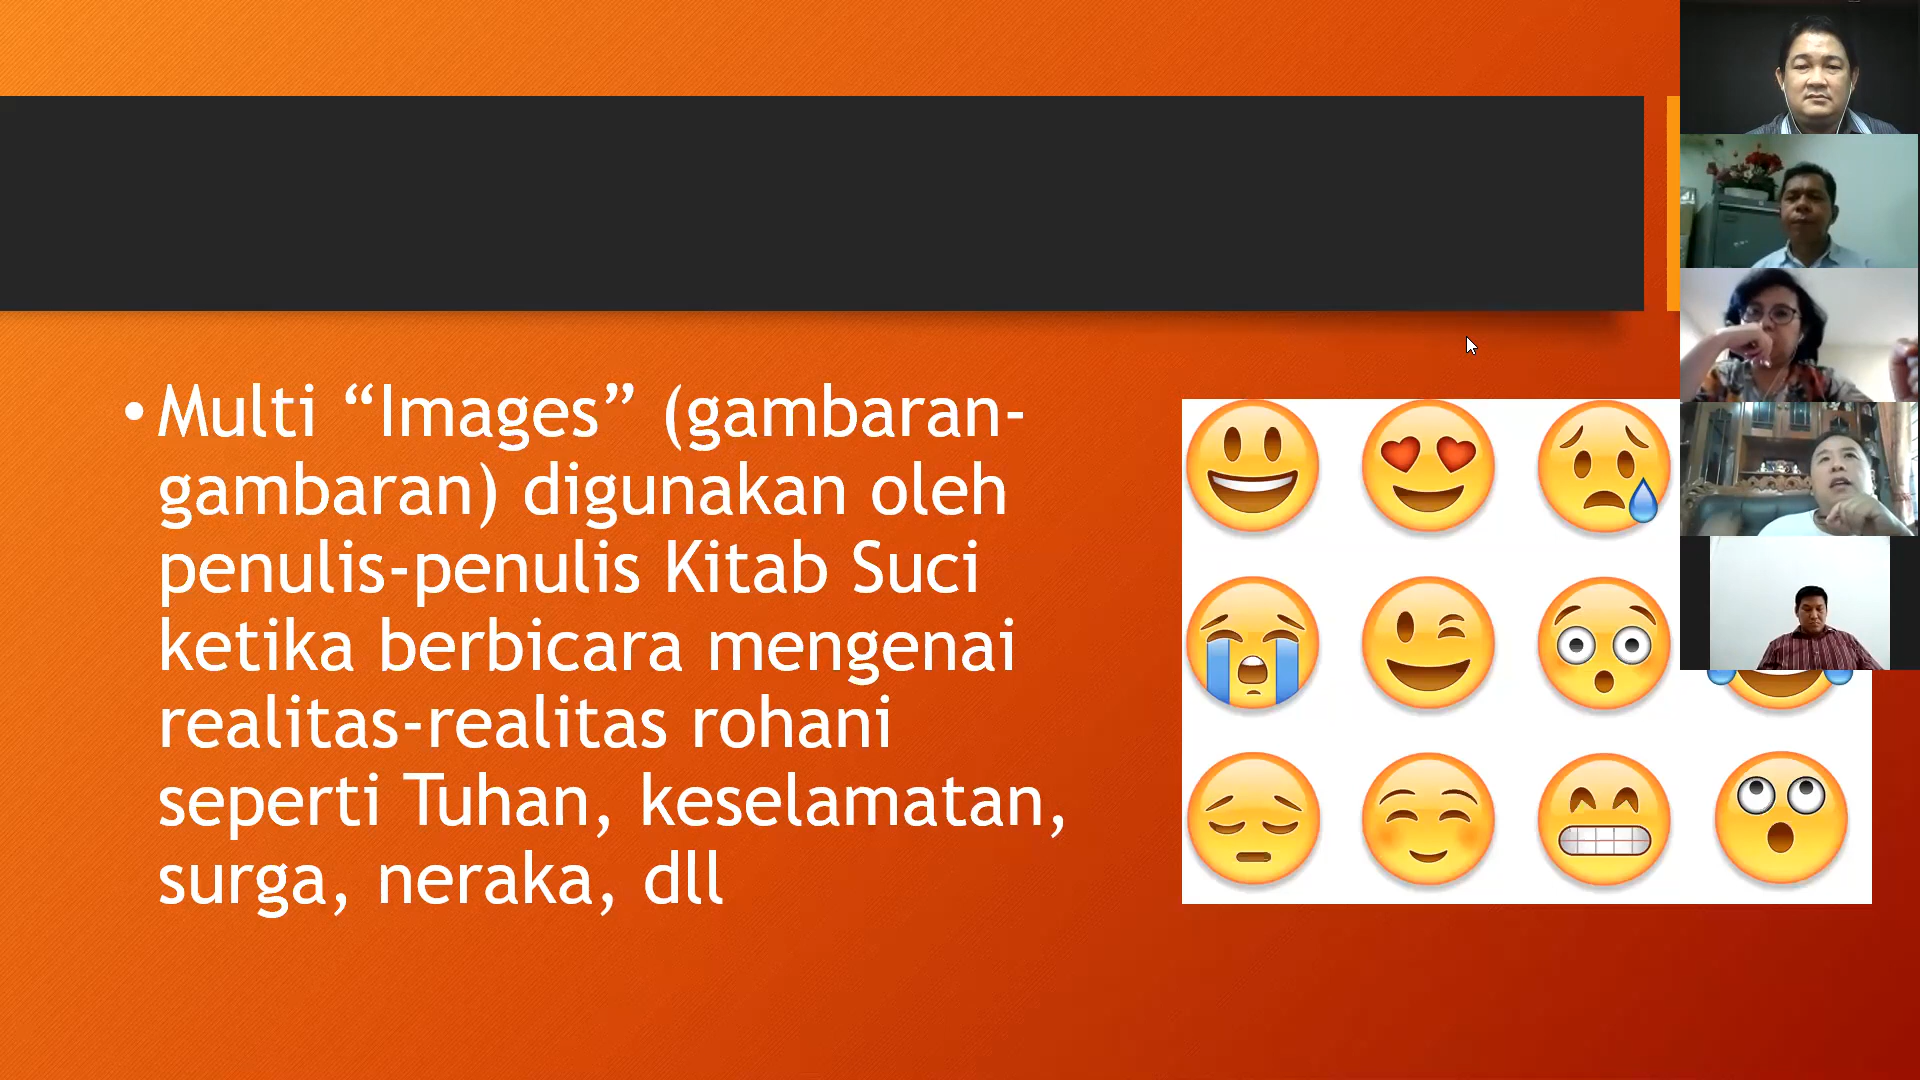 • Multi “Images” (gambaran-
gambaran) digunakan oleh
penulis-penulis Kitab Suci
ketika berbicara mengenai
realitas-realitas rohani
seperti Tuhan, keselamatan,
surga, neraka, dll